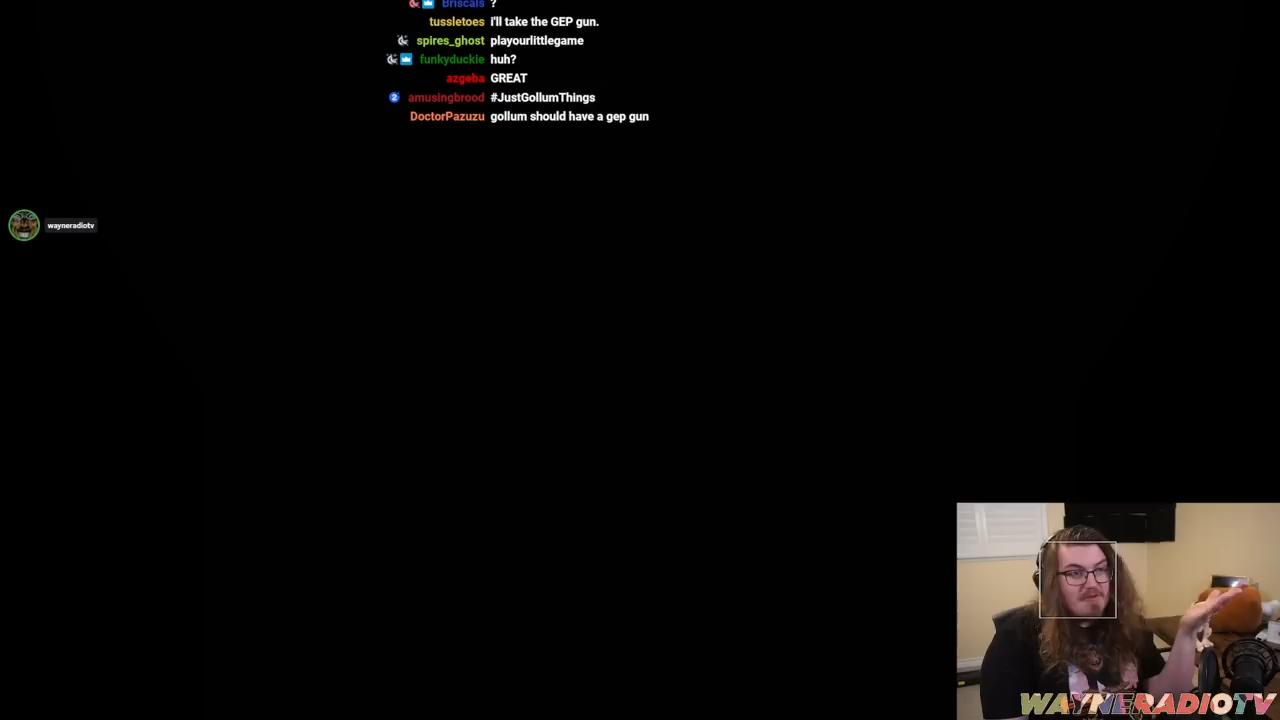 Briscals ?
tussletoes i'll take the GEP gun.
spires_ghost playourlittlegame
funkyduckie huh?
azgeba GREAT
2 amusingbrood #JustGollumThings
DoctorPazuzu gollum should have a gep gun
wayneradiotv
WAYNERADIOTV